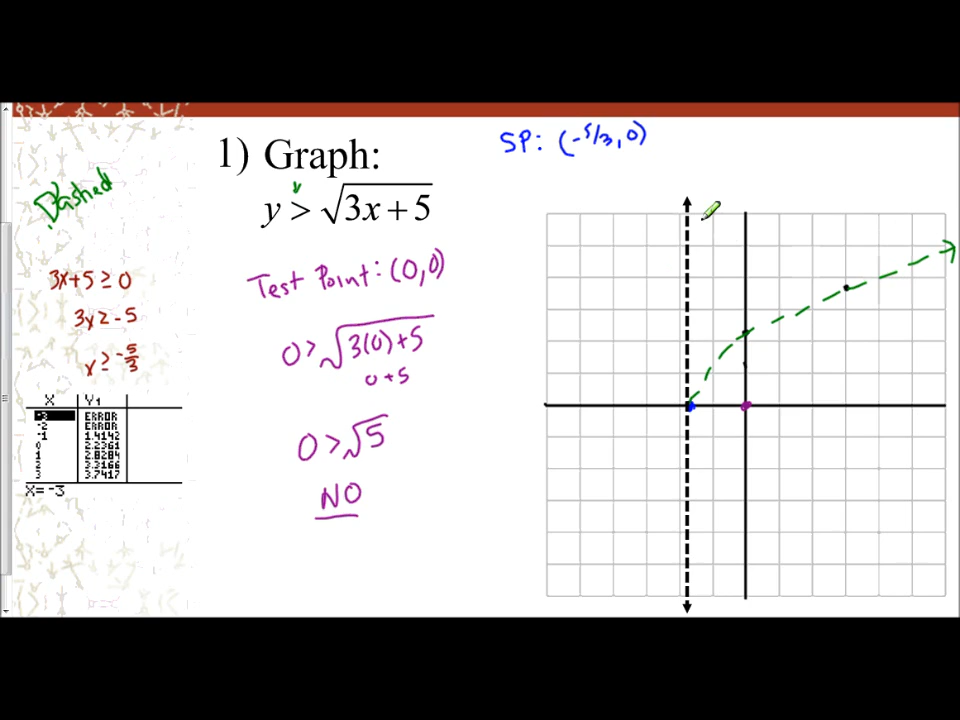 1) Graph:
y > √3x + 5
SP: (-5/3, 0)
Dashed
3x+5 ≥ 0
3x ≥ -5
x ≥ -5/3
Test Point: (0,0)
0 > √3(0)+5
0+5
0 > √5
NO
X Y1
-3 ERROR
-2 ERROR
-1 1.4142
0 2.2361
1 2.8284
2 3.3166
3 3.7417
X= -3